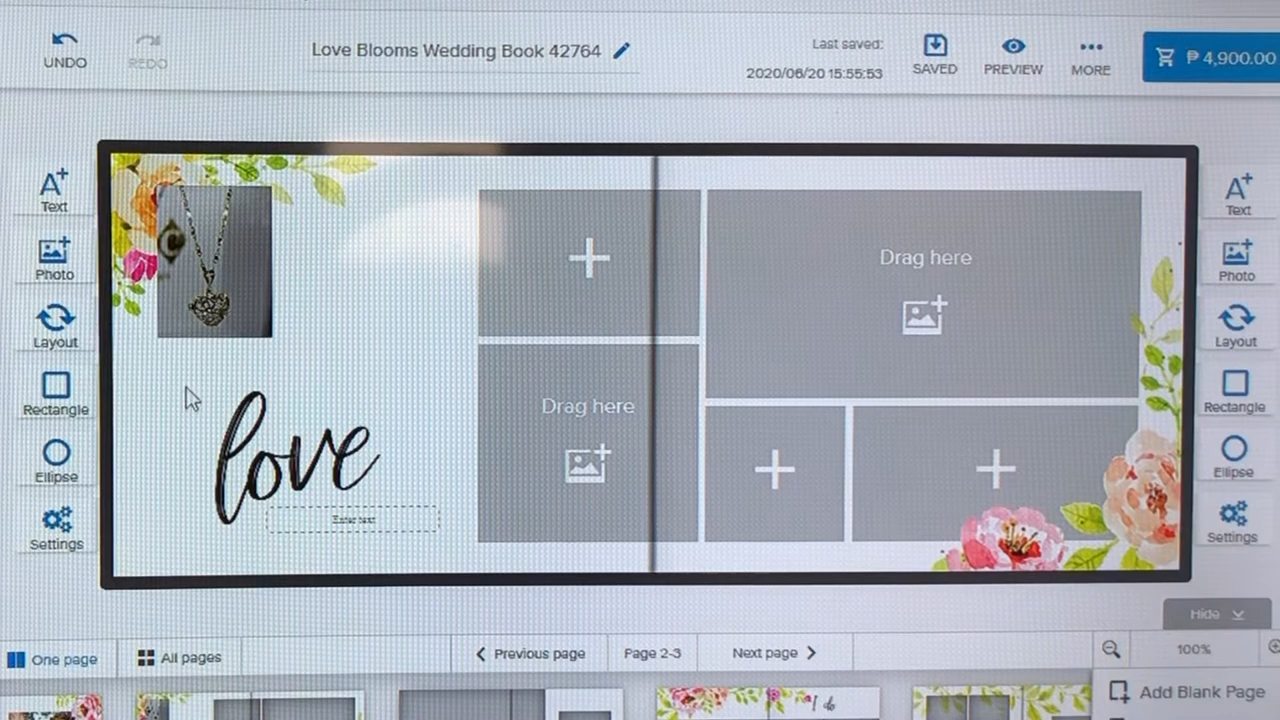 UNDO
REDO
Love Blooms Wedding Book 42764
Last saved:
2020/06/20 15:55:53
SAVED
PREVIEW
MORE
₱ 4,900.00
Text
Photo
Layout
Rectangle
Ellipse
Settings
love
Enter text
Drag here
Drag here
Text
Photo
Layout
Rectangle
Ellipse
Settings
Hide
One page
All pages
Previous page
Page 2-3
Next page
100%
I do
Add Blank Page